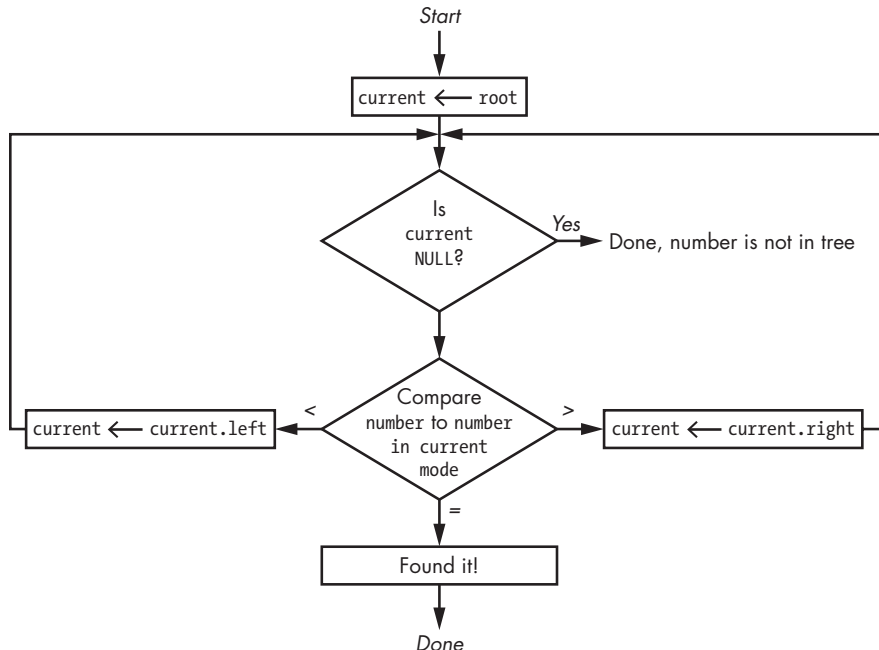 Start
current ← root
Is
current
NULL?
Yes
Done, number is not in tree
Compare
number to number
in current
mode
<
current ← current.left
>
current ← current.right
=
Found it!
Done